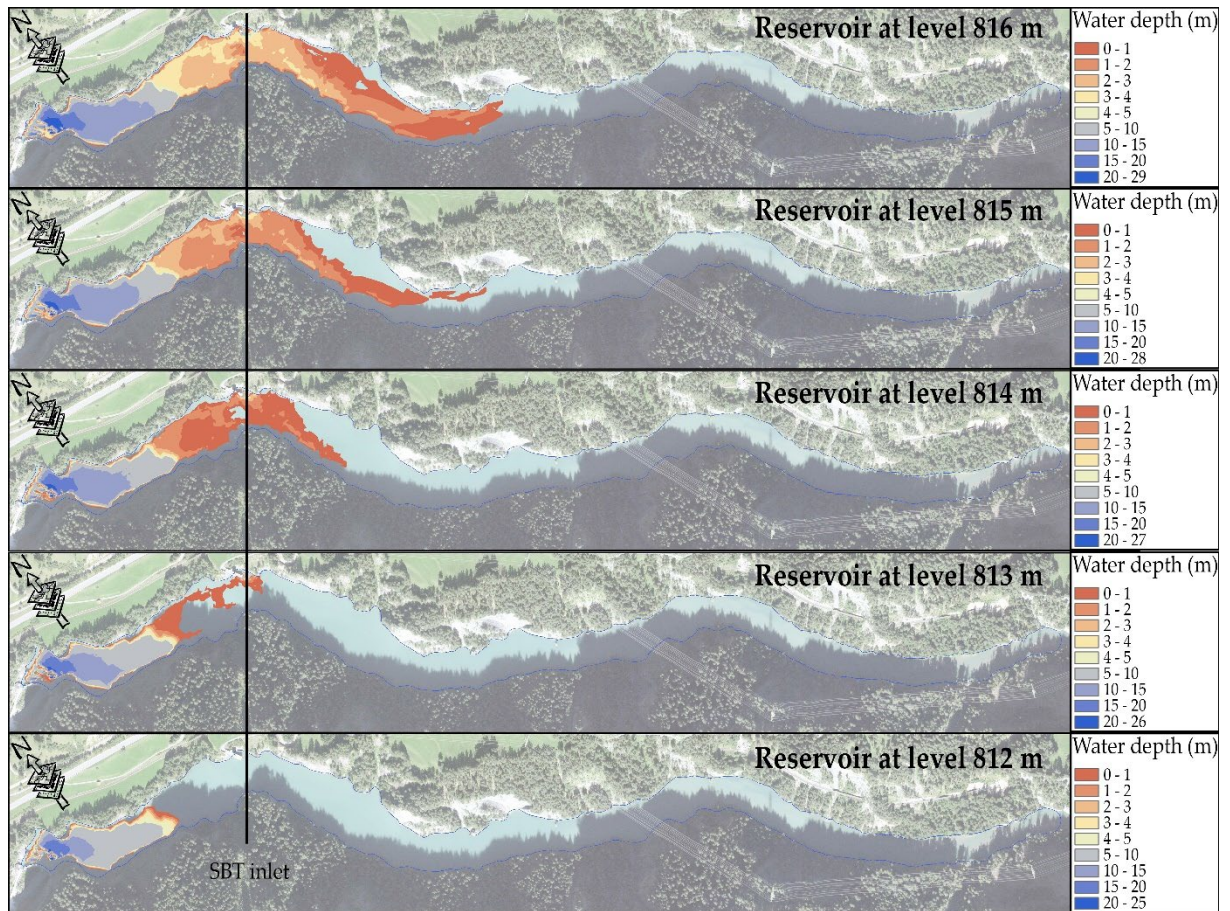 Reservoir at level 816 m
Water depth (m)
0 - 1
1 - 2
2 - 3
3 - 4
4 - 5
5 - 10
10 - 15
15 - 20
20 - 29
N
Reservoir at level 815 m
Water depth (m)
0 - 1
1 - 2
2 - 3
3 - 4
4 - 5
5 - 10
10 - 15
15 - 20
20 - 28
N
Reservoir at level 814 m
Water depth (m)
0 - 1
1 - 2
2 - 3
3 - 4
4 - 5
5 - 10
10 - 15
15 - 20
20 - 27
N
Reservoir at level 813 m
Water depth (m)
0 - 1
1 - 2
2 - 3
3 - 4
4 - 5
5 - 10
10 - 15
15 - 20
20 - 26
N
Reservoir at level 812 m
Water depth (m)
0 - 1
1 - 2
2 - 3
3 - 4
4 - 5
5 - 10
10 - 15
15 - 20
20 - 25
N
SBT inlet